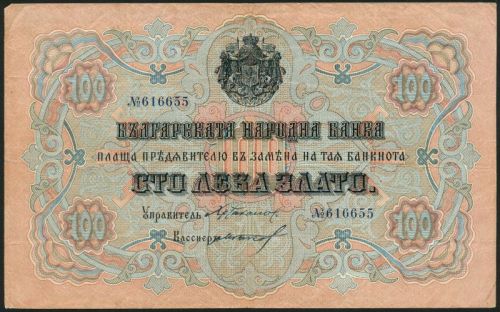 100 100
№616655
БЪЛГАРСКАТА НАРОДНА БАНКА
ПЛАЩА ПРѢДЯВИТЕЛЮ ВЪ ЗАМѢНА НА ТАЯ БАНКНОТА
СТО ЛЕВА ЗЛАТО.
Управитель
№616655
Кассиеръ
100 100